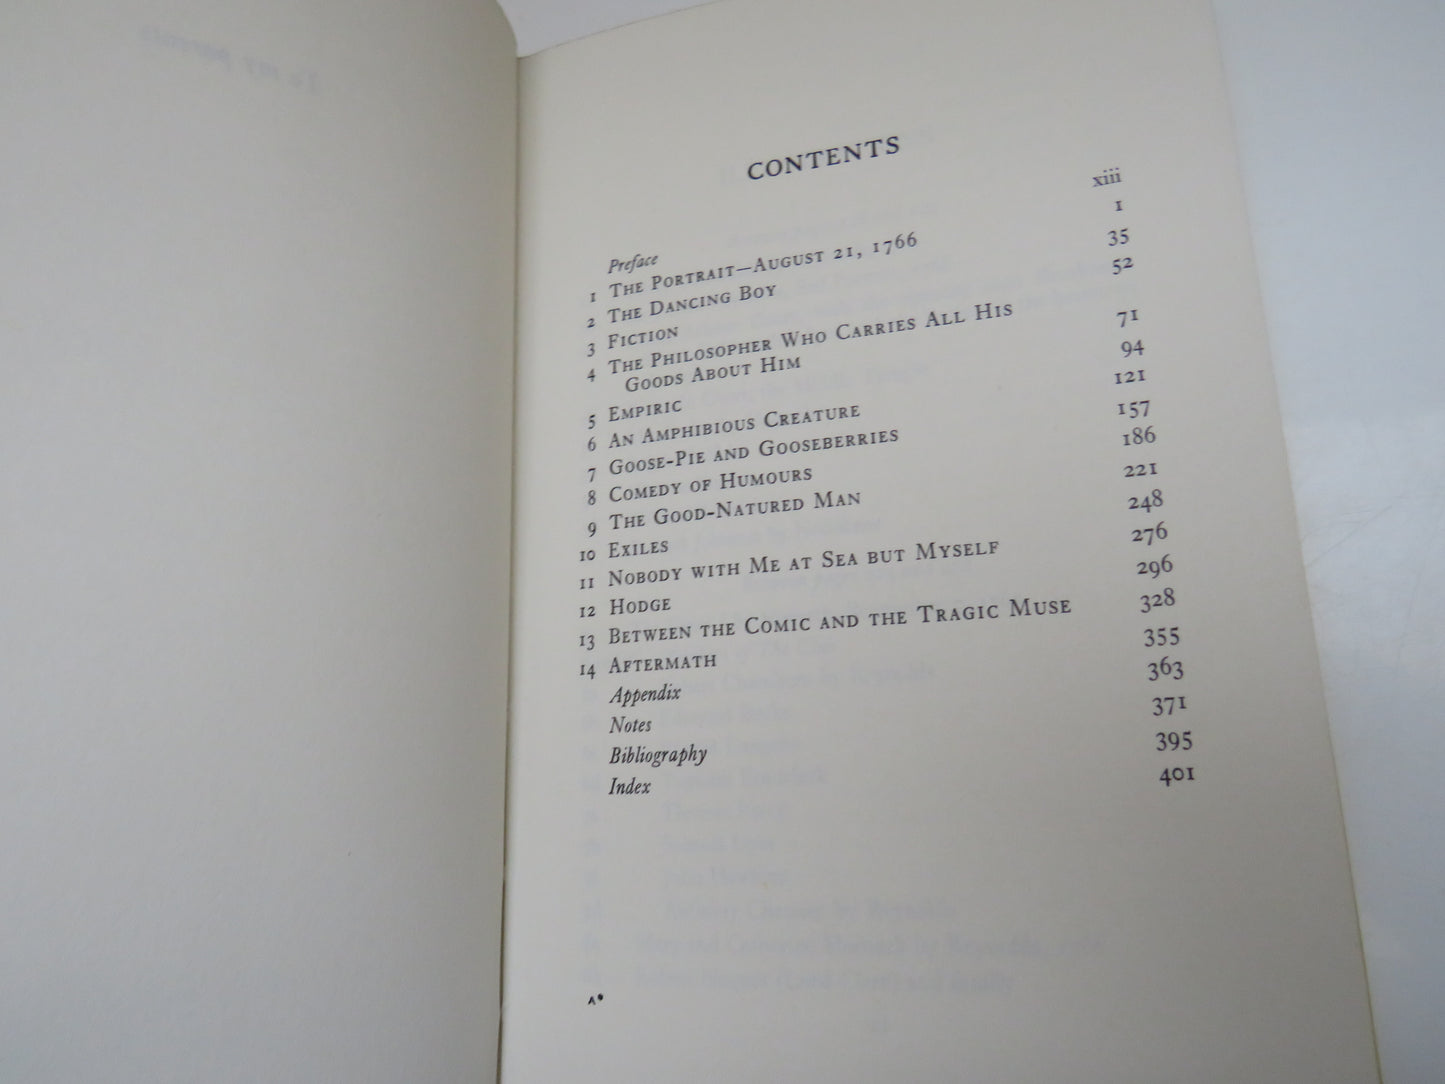 CONTENTS
Preface xiii
1 THE PORTRAIT—AUGUST 21, 1766 1
2 THE DANCING BOY 35
3 FICTION 52
4 THE PHILOSOPHER WHO CARRIES ALL HIS
GOODS ABOUT HIM 71
5 EMPIRIC 94
6 AN AMPHIBIOUS CREATURE 121
7 GOOSE-PIE AND GOOSEBERRIES 157
8 COMEDY OF HUMOURS 186
9 THE GOOD-NATURED MAN 221
10 EXILES 248
11 NOBODY WITH ME AT SEA BUT MYSELF 276
12 HODGE 296
13 BETWEEN THE COMIC AND THE TRAGIC MUSE 328
14 AFTERMATH 355
Appendix 363
Notes 371
Bibliography 395
Index 401
A*